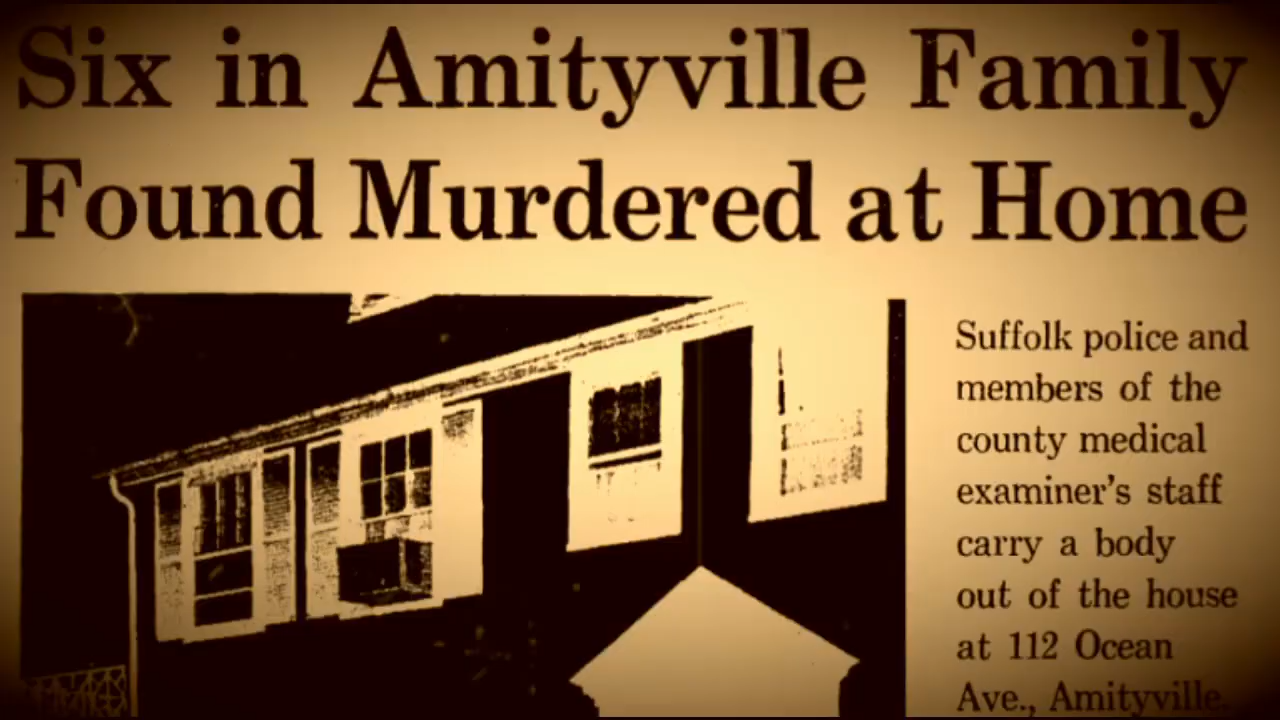 Six in Amityville Family
Found Murdered at Home
Suffolk police and
members of the
county medical
examiner's staff
carry a body
out of the house
at 112 Ocean
Ave., Amityville.